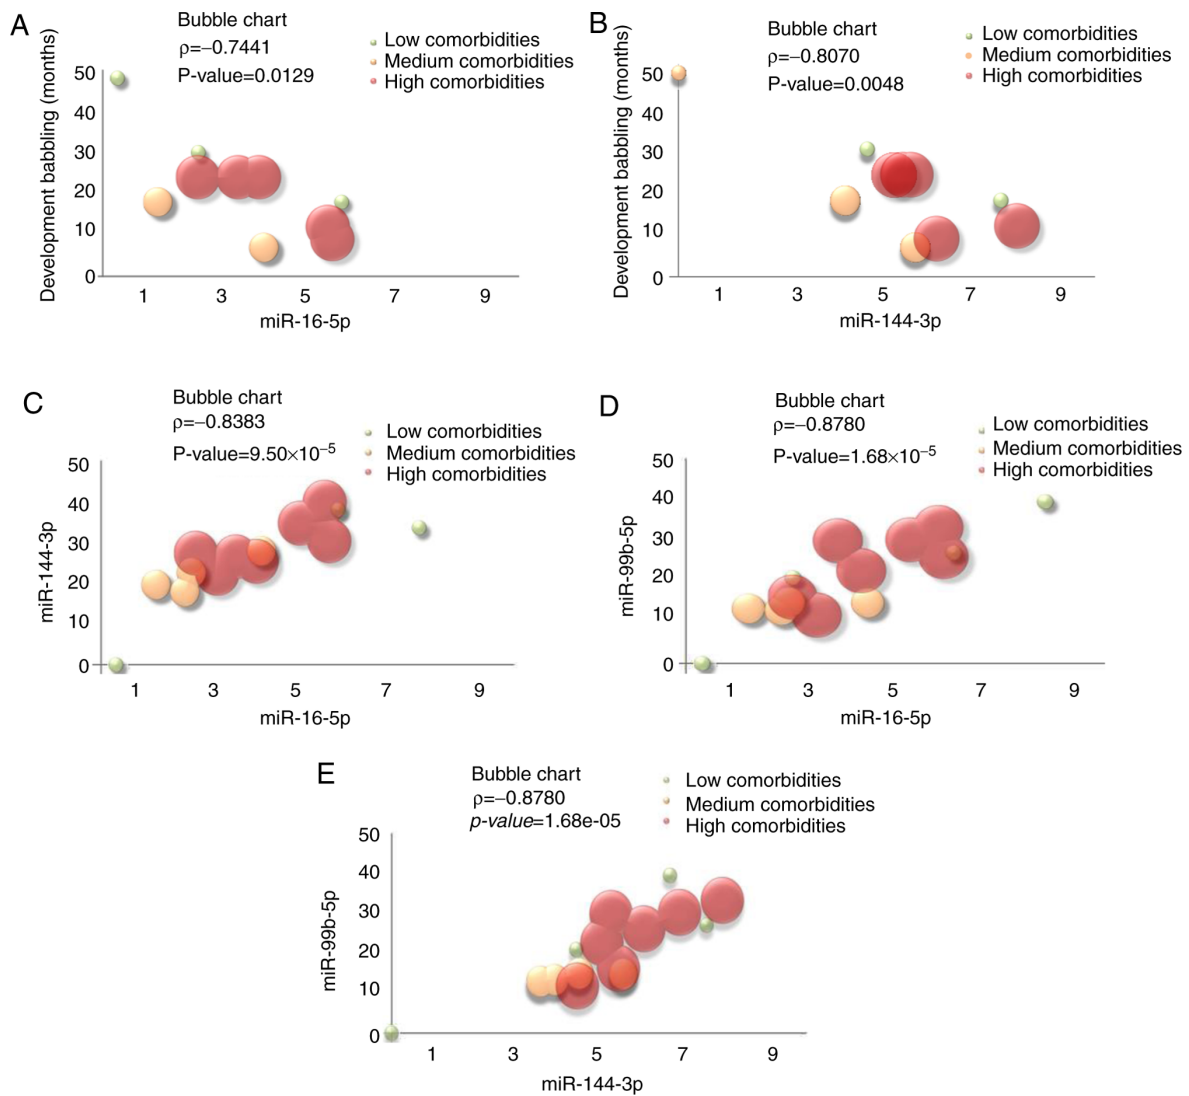 A
Bubble chart
ρ=−0.7441
P-value=0.0129
Low comorbidities
Medium comorbidities
High comorbidities
Development babbling (months)
50
40
30
20
10
0
1 3 5 7 9
miR-16-5p
B
Bubble chart
ρ=−0.8070
P-value=0.0048
Low comorbidities
Medium comorbidities
High comorbidities
Development babbling (months)
50
40
30
20
10
0
1 3 5 7 9
miR-144-3p
C
Bubble chart
ρ=−0.8383
P-value=9.50×10⁻⁵
Low comorbidities
Medium comorbidities
High comorbidities
miR-144-3p
50
40
30
20
10
0
1 3 5 7 9
miR-16-5p
D
Bubble chart
ρ=−0.8780
P-value=1.68×10⁻⁵
Low comorbidities
Medium comorbidities
High comorbidities
miR-99b-5p
50
40
30
20
10
0
1 3 5 7 9
miR-16-5p
E
Bubble chart
ρ=−0.8780
p-value=1.68e-05
Low comorbidities
Medium comorbidities
High comorbidities
miR-99b-5p
50
40
30
20
10
0
1 3 5 7 9
miR-144-3p